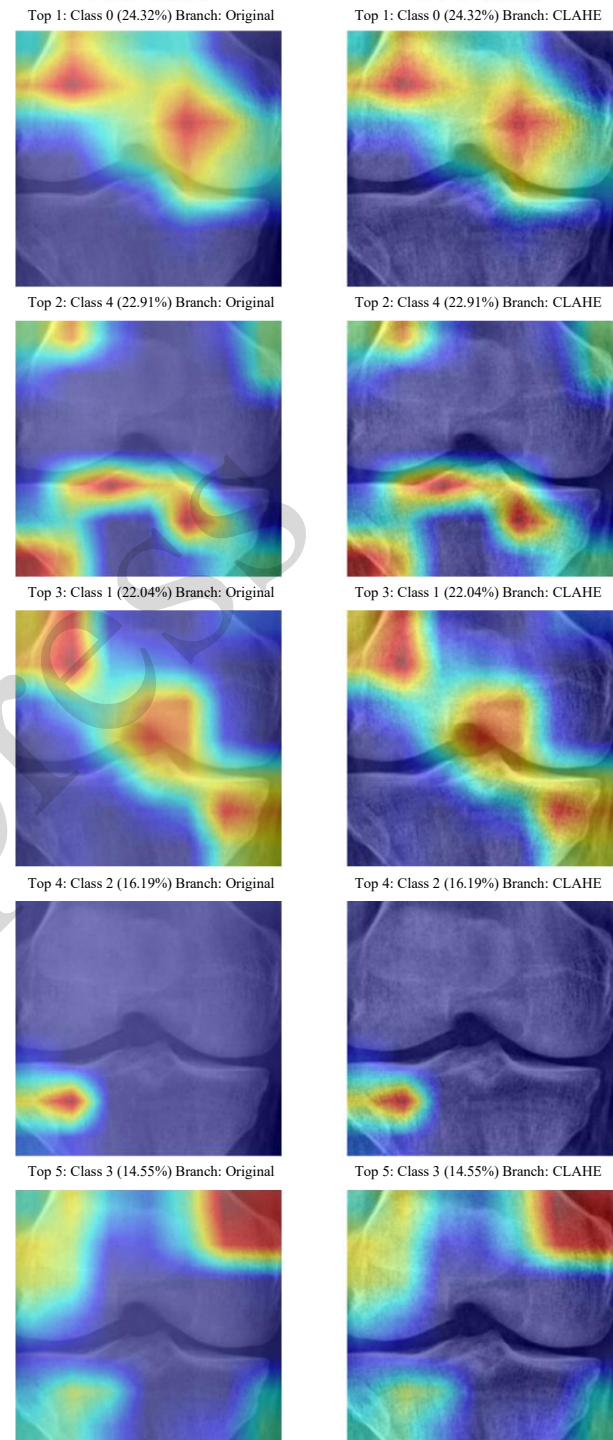 Top 1: Class 0 (24.32%) Branch: Original
Top 1: Class 0 (24.32%) Branch: CLAHE
Top 2: Class 4 (22.91%) Branch: Original
Top 2: Class 4 (22.91%) Branch: CLAHE
Top 3: Class 1 (22.04%) Branch: Original
Top 3: Class 1 (22.04%) Branch: CLAHE
Top 4: Class 2 (16.19%) Branch: Original
Top 4: Class 2 (16.19%) Branch: CLAHE
Top 5: Class 3 (14.55%) Branch: Original
Top 5: Class 3 (14.55%) Branch: CLAHE